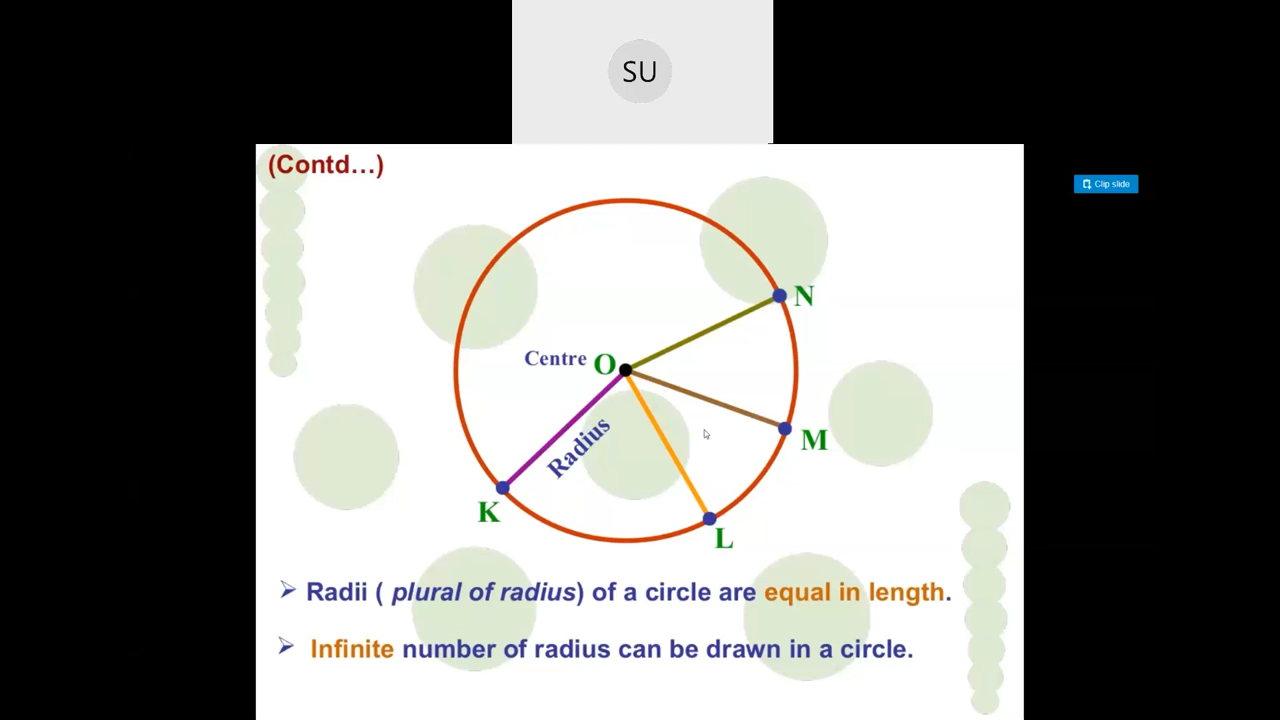 SU
(Contd…)
Clip slide
N
Centre O
M
Radius
K
L
➢ Radii ( plural of radius) of a circle are equal in length.
➢ Infinite number of radius can be drawn in a circle.